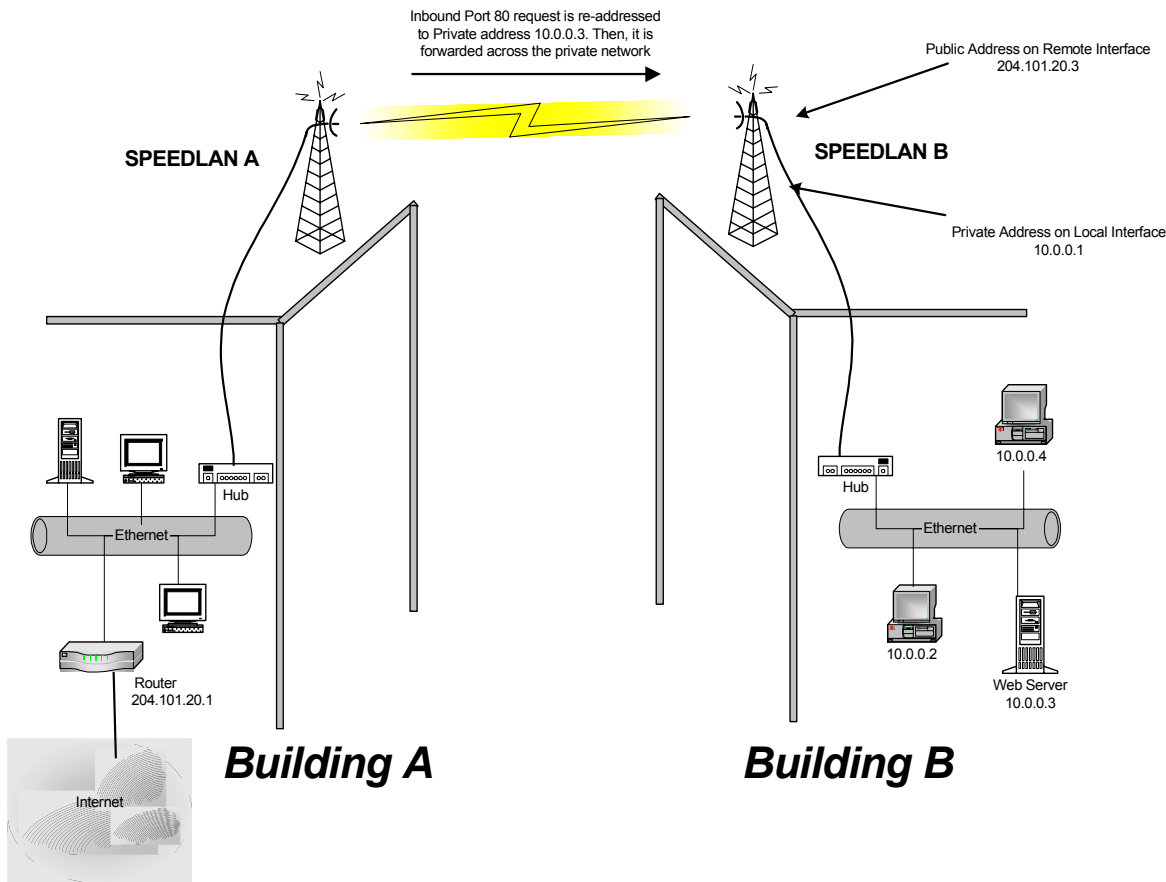 Inbound Port 80 request is re-addressed
to Private address 10.0.0.3. Then, it is
forwarded across the private network
Public Address on Remote Interface
204.101.20.3
SPEEDLAN A
SPEEDLAN B
Private Address on Local Interface
10.0.0.1
10.0.0.4
Hub
Hub
Ethernet
Ethernet
10.0.0.2
Router
204.101.20.1
Web Server
10.0.0.3
Building A
Building B
Internet